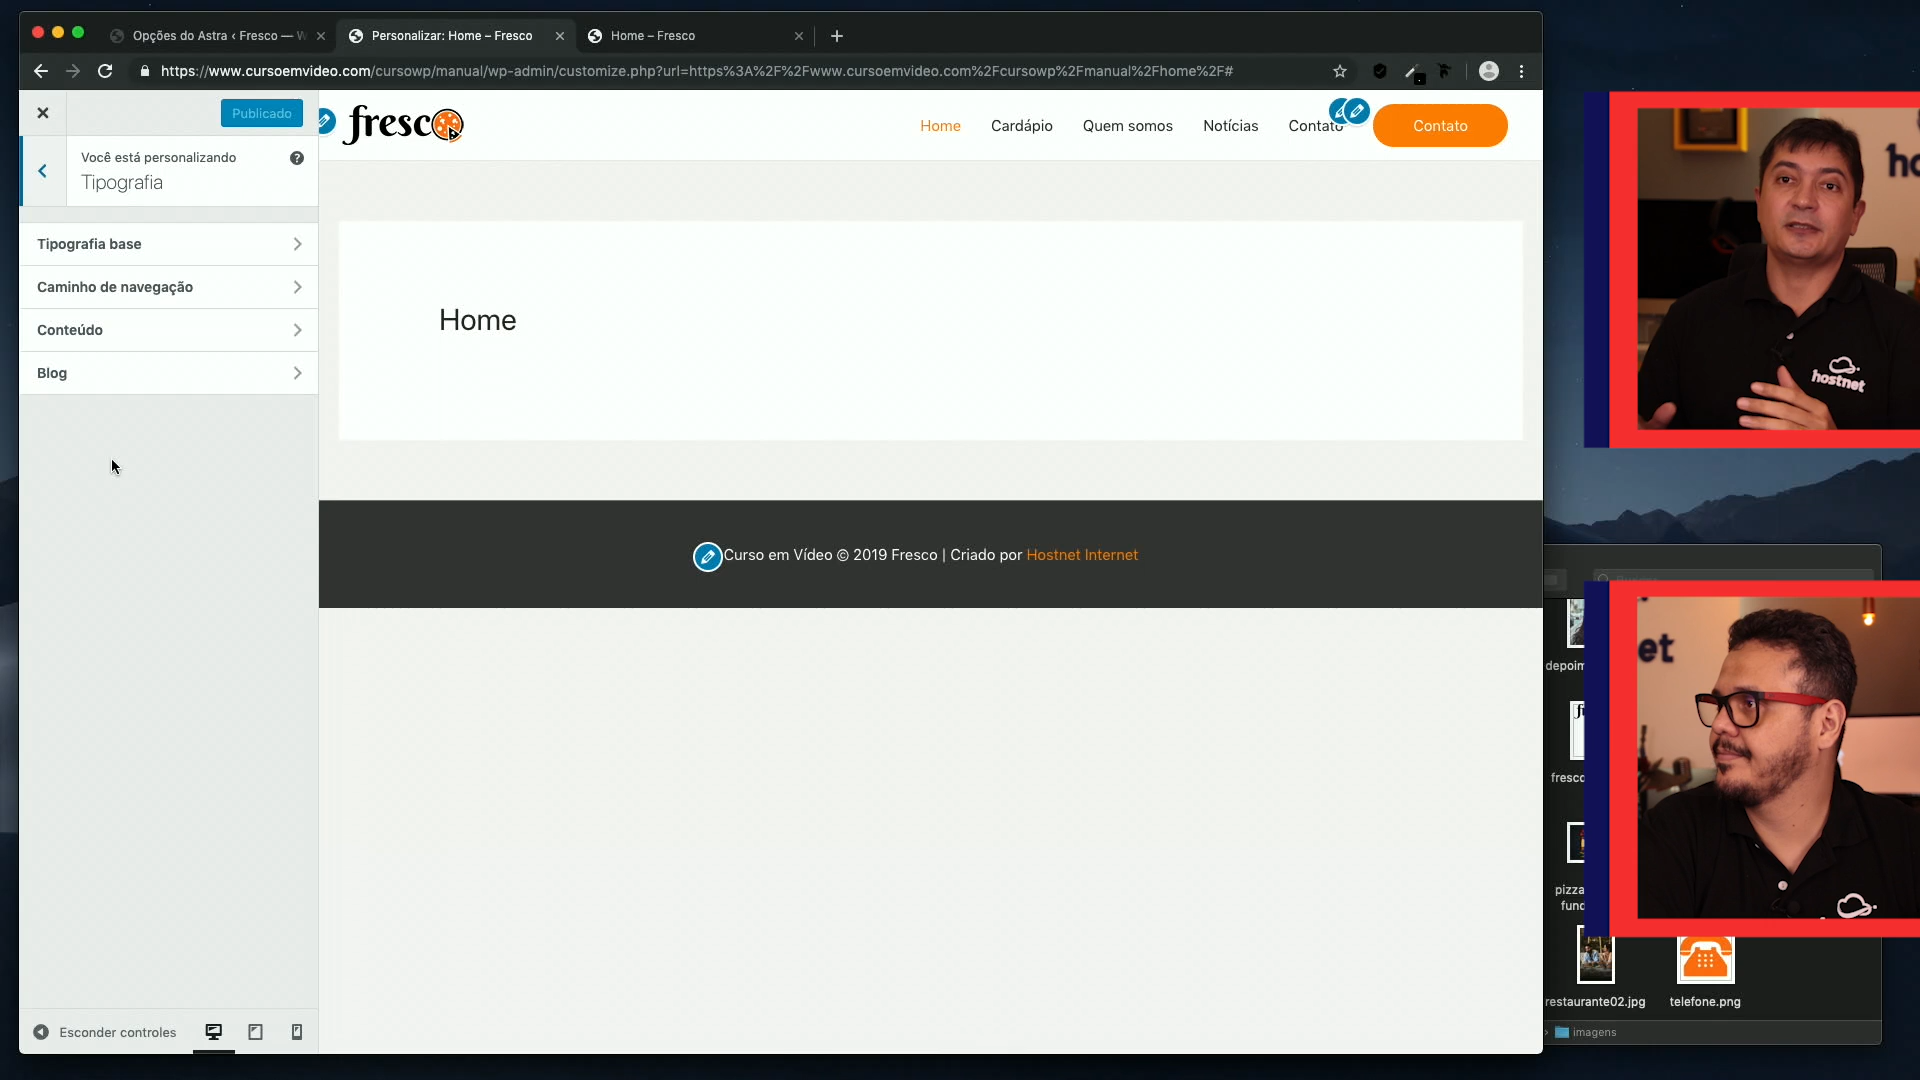 Opções do Astra ‹ Fresco — W
Personalizar: Home – Fresco
Home – Fresco
https://www.cursoemvideo.com/cursowp/manual/wp-admin/customize.php?url=https%3A%2F%2Fwww.cursoemvideo.com%2Fcursowp%2Fmanual%2Fhome%2F#
Publicado
Você está personalizando
Tipografia
Tipografia base
Caminho de navegação
Conteúdo
Blog
Esconder controles
fresco
Home
Cardápio
Quem somos
Notícias
Contato
Contato
Home
Curso em Vídeo © 2019 Fresco | Criado por Hostnet Internet
ho
hostnet
et
depoim
fresc
pizza
func
restaurante02.jpg
telefone.png
imagens